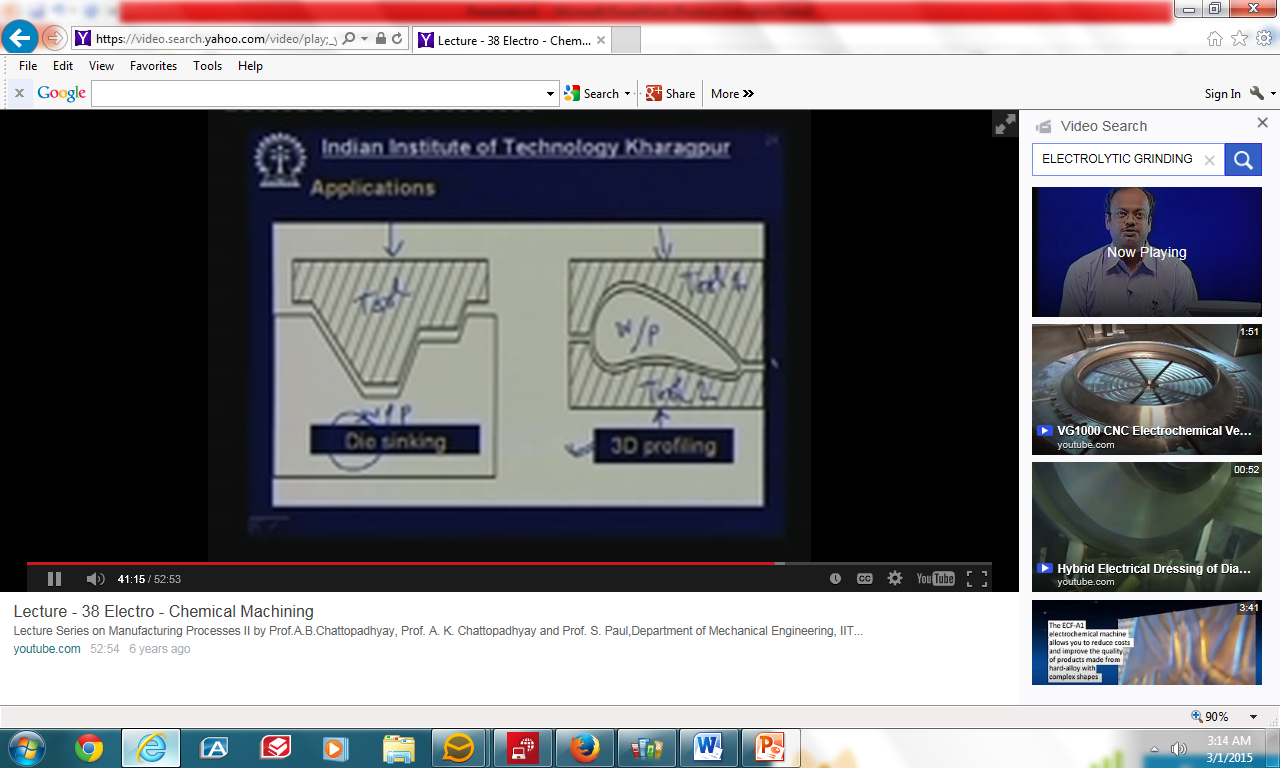 https://video.search.yahoo.com/video/play;_y
Lecture - 38 Electro - Chem...
File Edit View Favorites Tools Help
Google
Search
Share
More
Sign In
Indian Institute of Technology Kharagpur
Applications
Tool
W/P
Die sinking
Tool 1
W/P
Tool 2
3D profiling
41:15 / 52:53
CC
YouTube
Lecture - 38 Electro - Chemical Machining
Lecture Series on Manufacturing Processes II by Prof.A.B.Chattopadhyay, Prof. A. K. Chattopadhyay and Prof. S. Paul,Department of Mechanical Engineering, IIT...
youtube.com 52:54 6 years ago
Video Search
ELECTROLYTIC GRINDING
Now Playing
1:51
VG1000 CNC Electrochemical Ve...
youtube.com
00:52
Hybrid Electrical Dressing of Dia...
youtube.com
3:41
The ECF-A1
electrochemical machine
allows you to reduce costs
and improve the quality
of products made from
hard-alloy with
complex shapes
90%
3:14 AM
3/1/2015